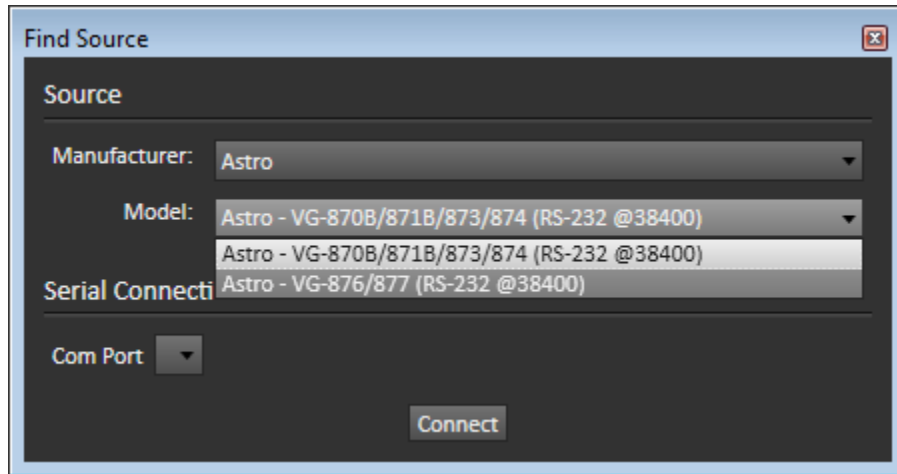 Find Source
Source
Manufacturer: Astro
Model: Astro - VG-870B/871B/873/874 (RS-232 @38400)
Astro - VG-870B/871B/873/874 (RS-232 @38400)
Astro - VG-876/877 (RS-232 @38400)
Serial Connecti
Com Port
Connect